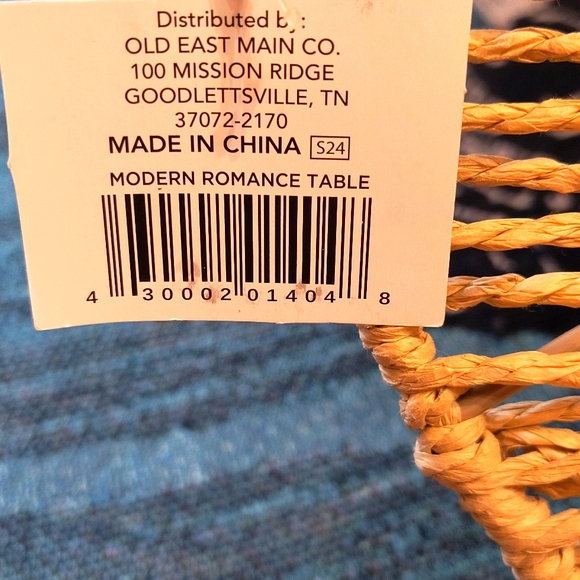 Distributed by:
OLD EAST MAIN CO.
100 MISSION RIDGE
GOODLETTSVILLE, TN
37072-2170
MADE IN CHINA S24
MODERN ROMANCE TABLE
4 30002 01404 8